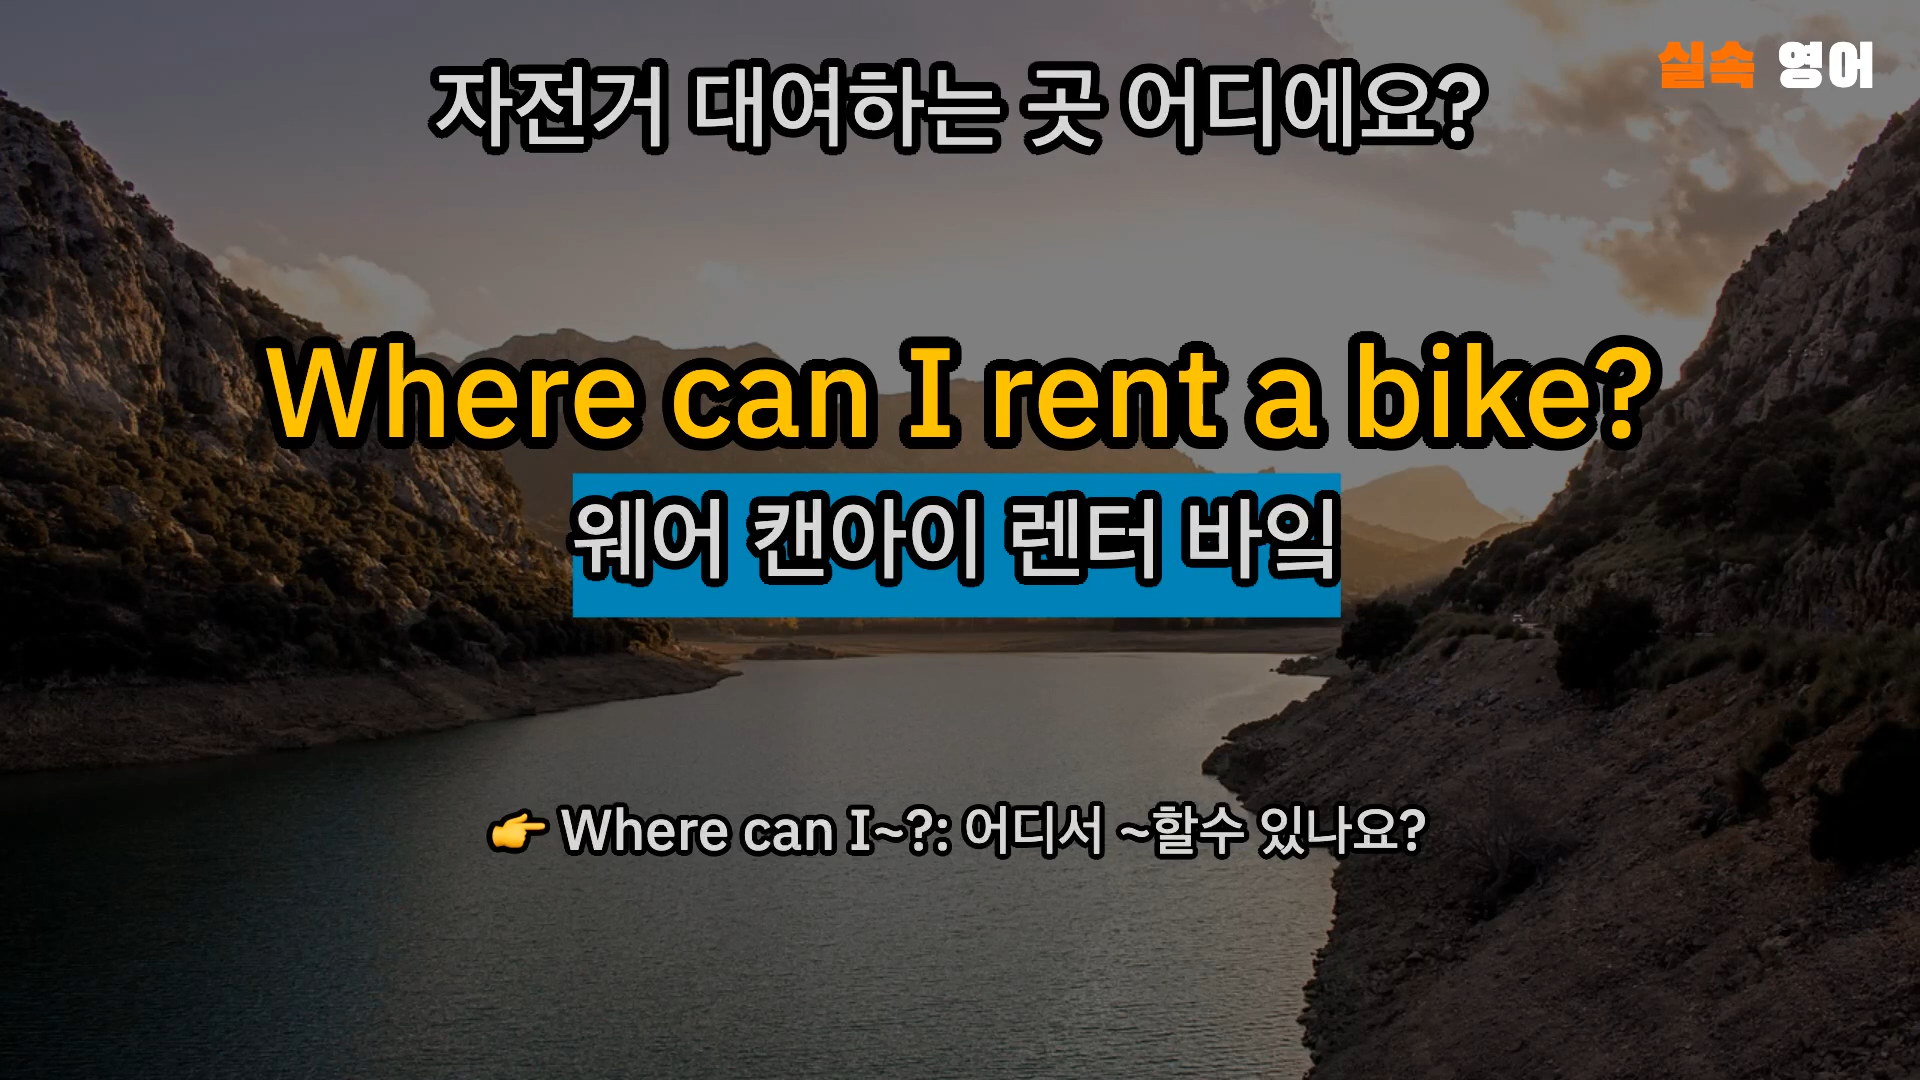 자전거 대여하는 곳 어디에요?
실속 영어
Where can I rent a bike?
웨어 캔아이 렌터 바잌
👉 Where can I~?: 어디서 ~할수 있나요?